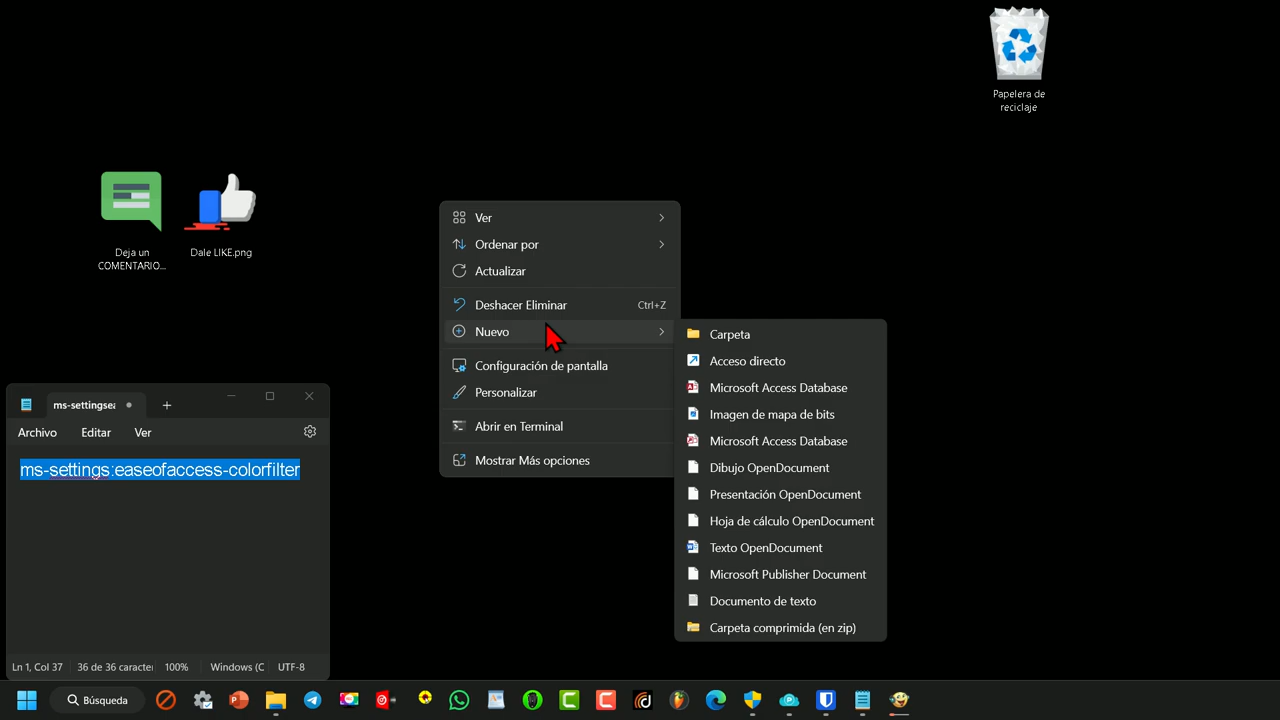 Papelera de
reciclaje
Deja un
COMENTARIO...
Dale LIKE.png
Ver
Ordenar por
Actualizar
Deshacer Eliminar Ctrl+Z
Nuevo
Configuración de pantalla
Personalizar
Abrir en Terminal
Mostrar Más opciones
Carpeta
Acceso directo
Microsoft Access Database
Imagen de mapa de bits
Microsoft Access Database
Dibujo OpenDocument
Presentación OpenDocument
Hoja de cálculo OpenDocument
Texto OpenDocument
Microsoft Publisher Document
Documento de texto
Carpeta comprimida (en zip)
ms-settingsea
Archivo Editar Ver
ms-settings:easeofaccess-colorfilter
Ln 1, Col 37 36 de 36 caracter 100% Windows (C UTF-8
Búsqueda